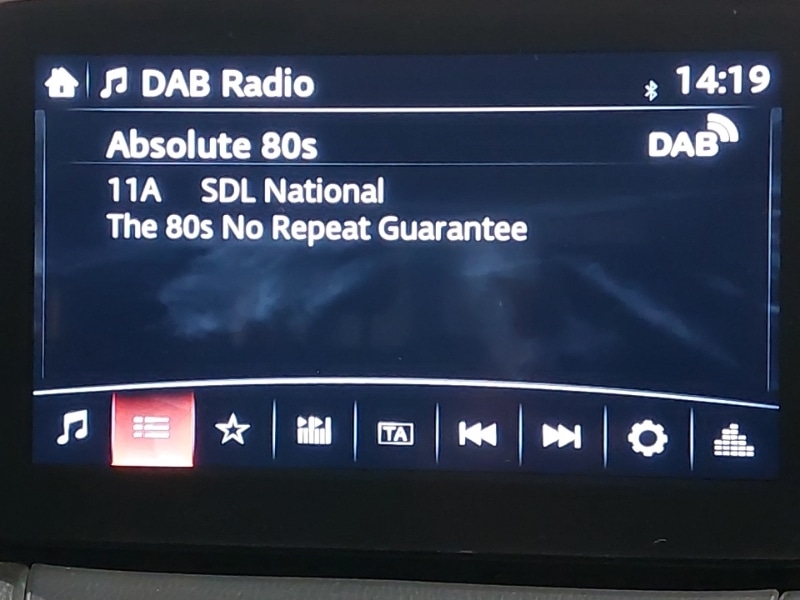 DAB Radio
14:19
Absolute 80s
DAB
11A SDL National
The 80s No Repeat Guarantee
TA